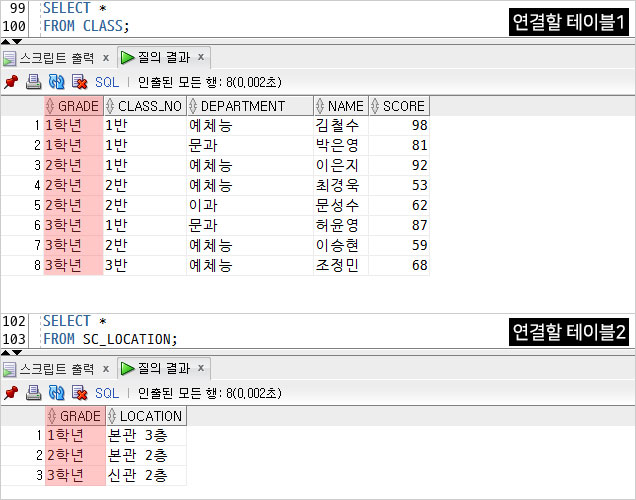 99 SELECT *
100 FROM CLASS; 연결할 테이블1
스크립트 출력 x 질의 결과 x
SQL | 인출된 모든 행: 8(0,002초)
GRADE CLASS_NO DEPARTMENT NAME SCORE
1 1학년 1반 예체능 김철수 98
2 1학년 1반 문과 박은영 81
3 2학년 1반 예체능 이은지 92
4 2학년 2반 예체능 최경욱 53
5 2학년 2반 이과 문성수 62
6 3학년 1반 문과 허윤영 87
7 3학년 2반 예체능 이승현 59
8 3학년 3반 예체능 조정민 68
102 SELECT *
103 FROM SC_LOCATION; 연결할 테이블2
스크립트 출력 x 질의 결과 x
SQL | 인출된 모든 행: 8(0,002초)
GRADE LOCATION
1 1학년 본관 3층
2 2학년 본관 2층
3 3학년 신관 2층